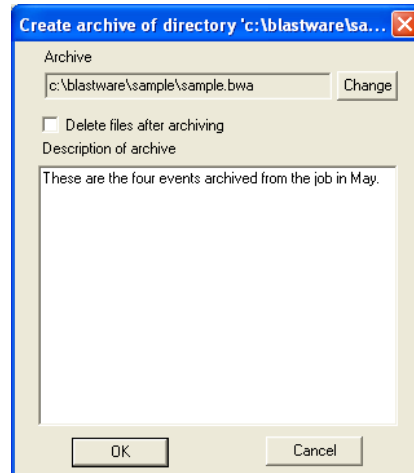 Create archive of directory 'c:\blastware\sa...
Archive
c:\blastware\sample\sample.bwa
Change
Delete files after archiving
Description of archive
These are the four events archived from the job in May.
OK
Cancel